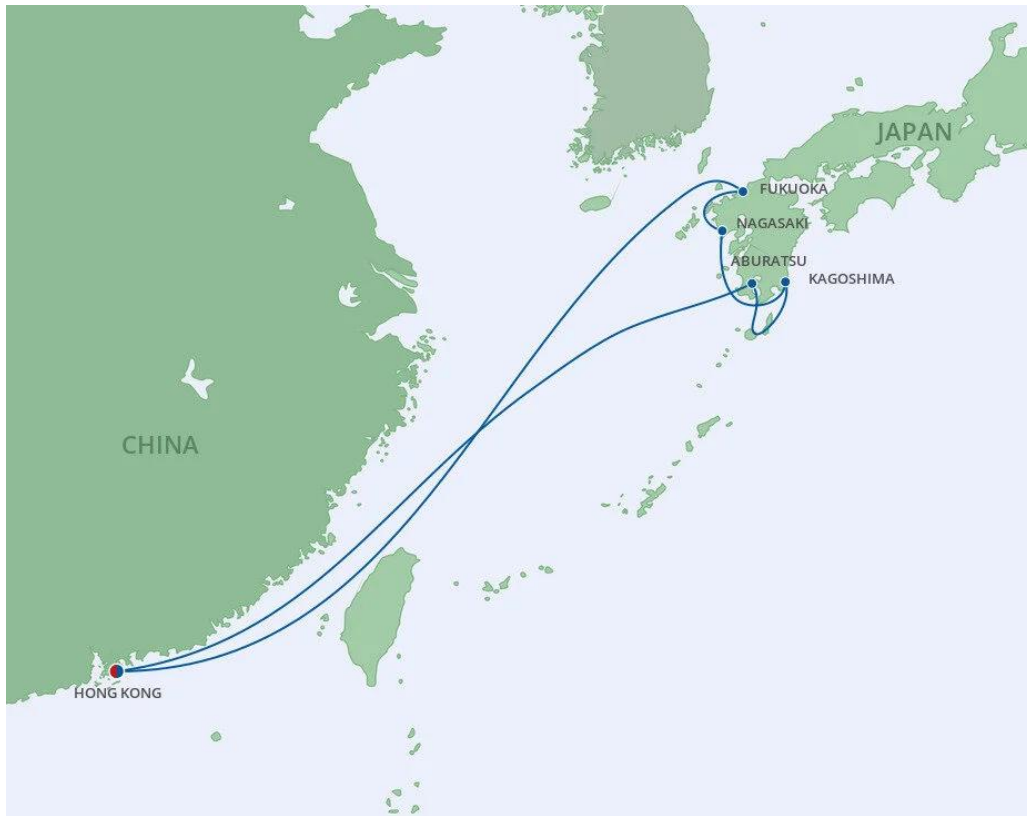 JAPAN
FUKUOKA
NAGASAKI
ABURATSU
KAGOSHIMA
CHINA
HONG KONG